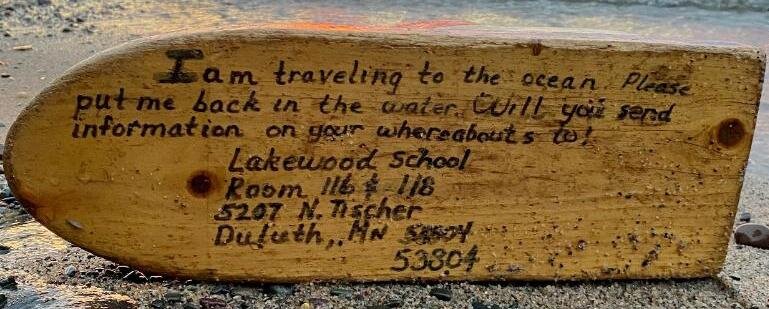 I am traveling to the ocean. Please
put me back in the water. Will you send
information on your whereabouts to!
Lakewood School
Room 116 & 118
5207 N. Tischer
Duluth, MN
53804